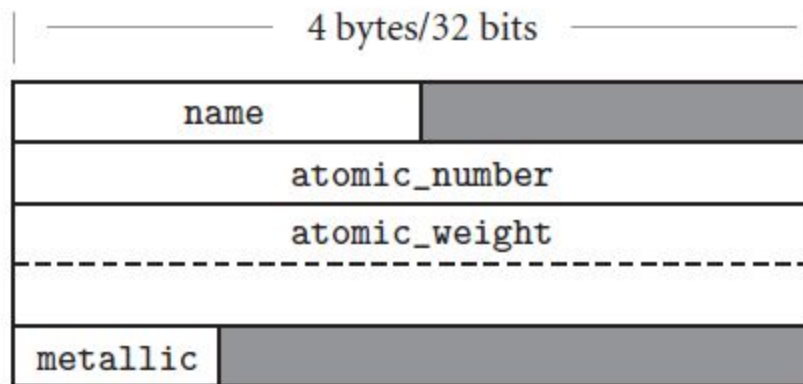 4 bytes/32 bits
name
atomic_number
atomic_weight
metallic